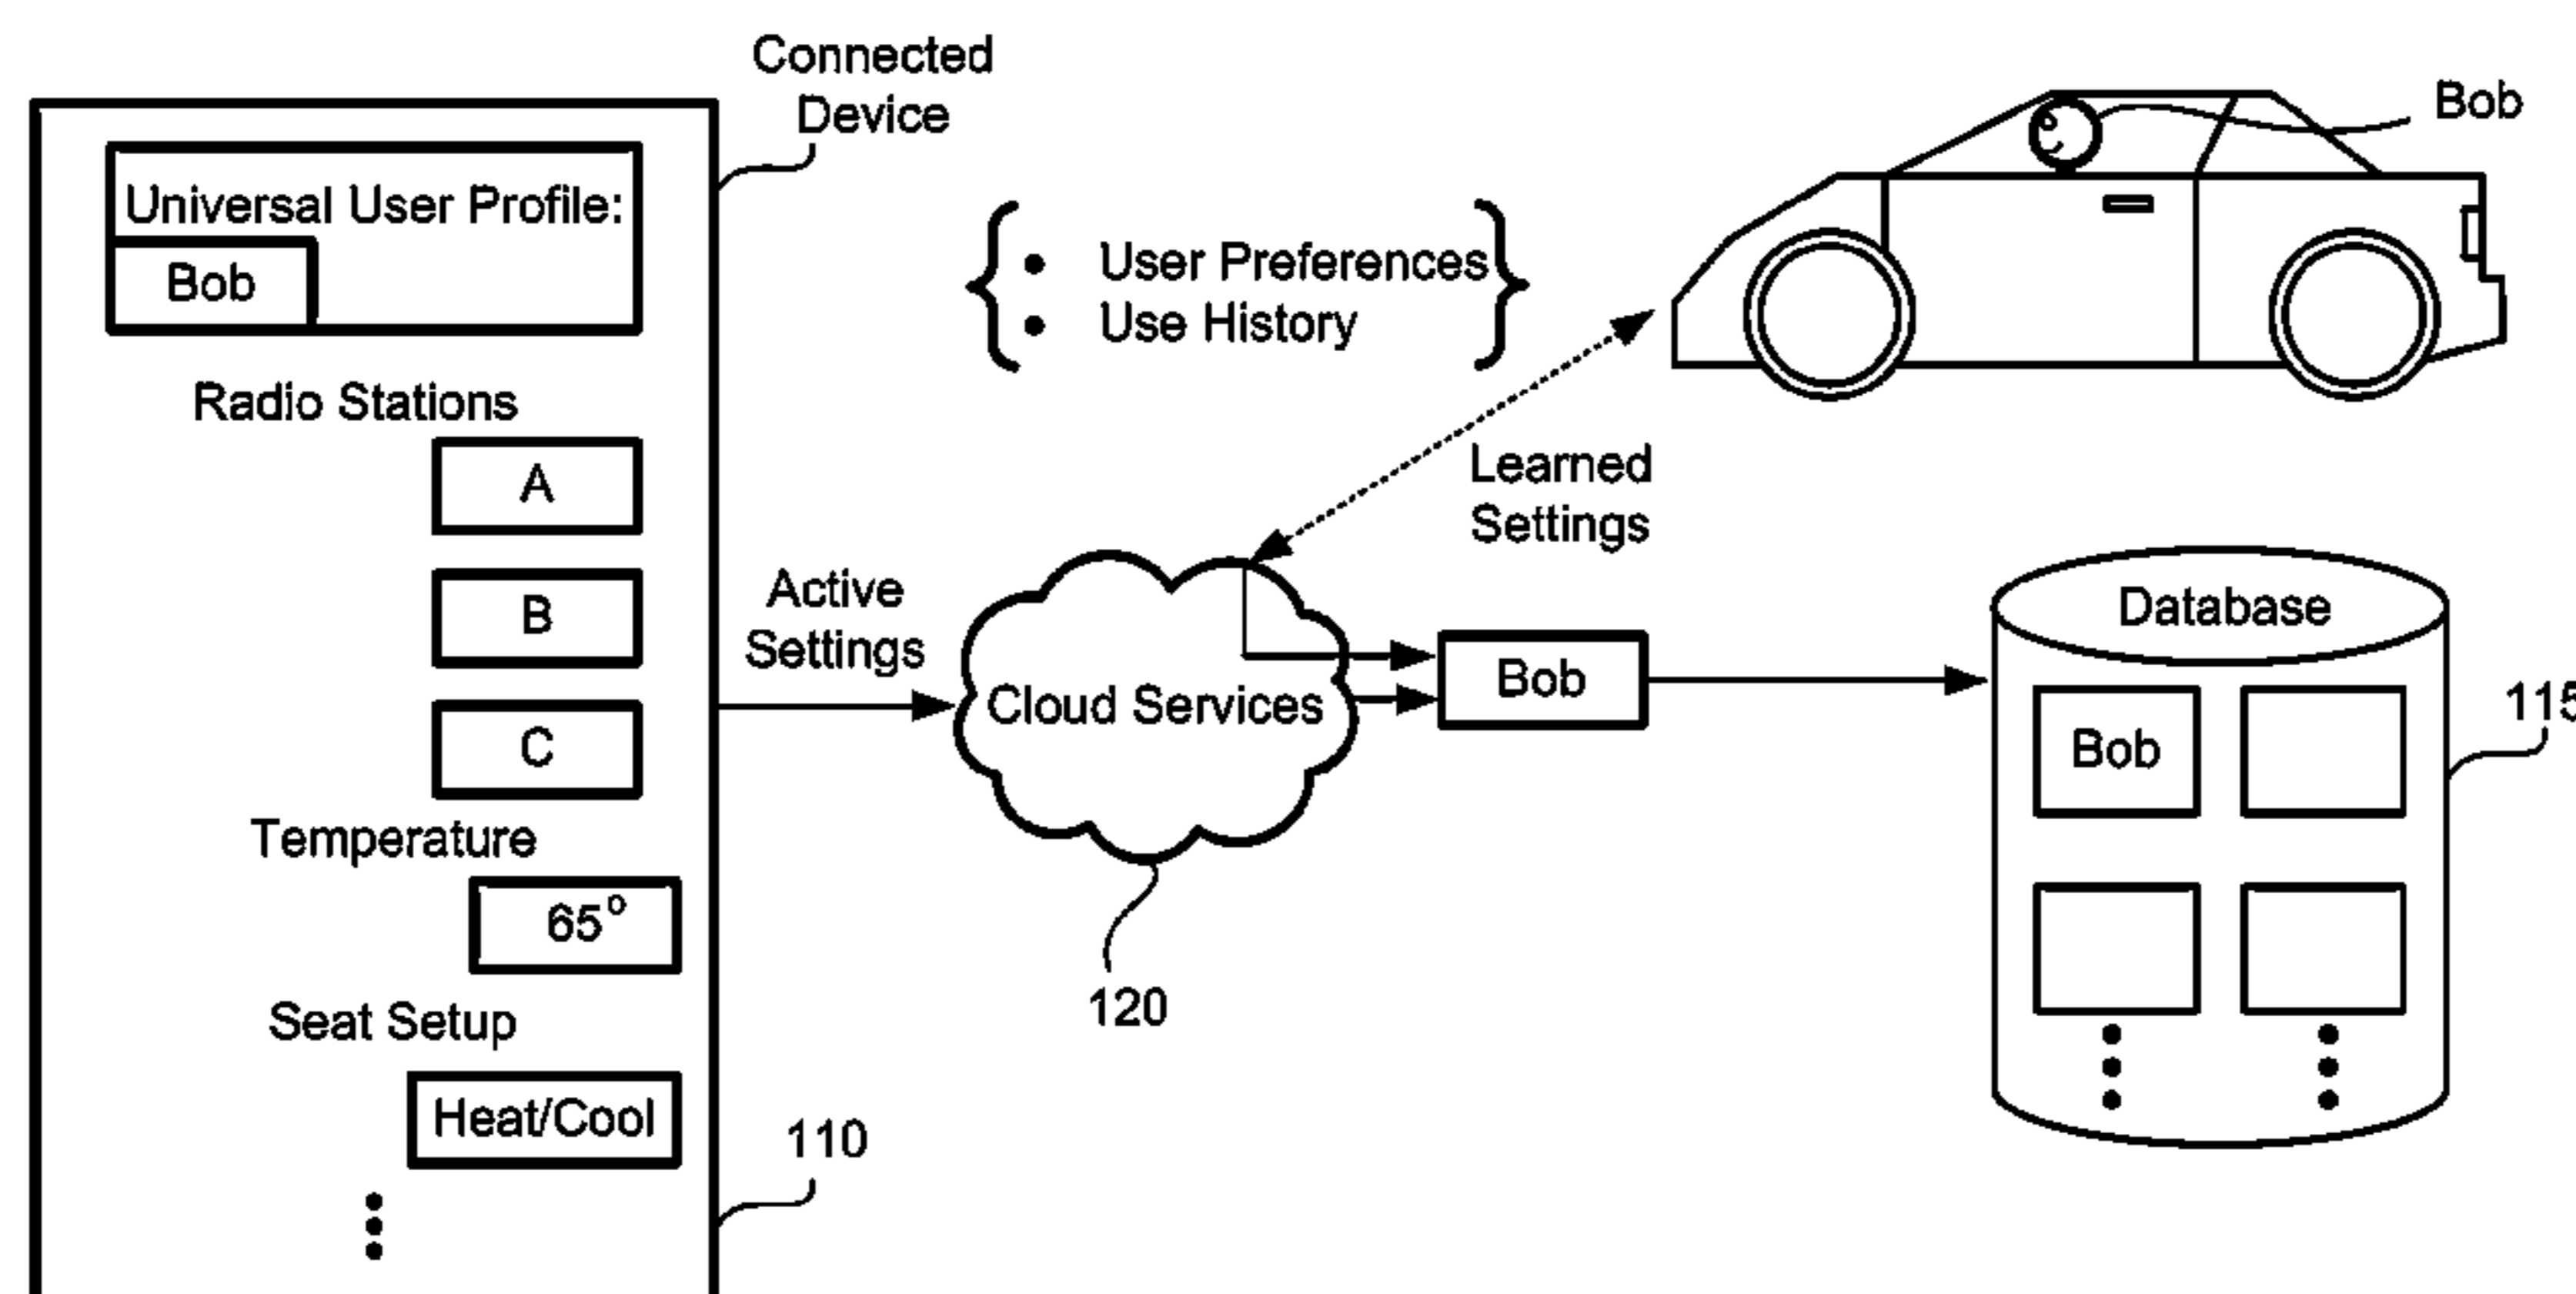 Connected
Device
Universal User Profile:
Bob
Radio Stations
A
B
C
Temperature
65°
Seat Setup
Heat/Cool
110
• User Preferences
• Use History
Bob
Learned
Settings
Active
Settings
Cloud Services
120
Bob
Database
Bob
115